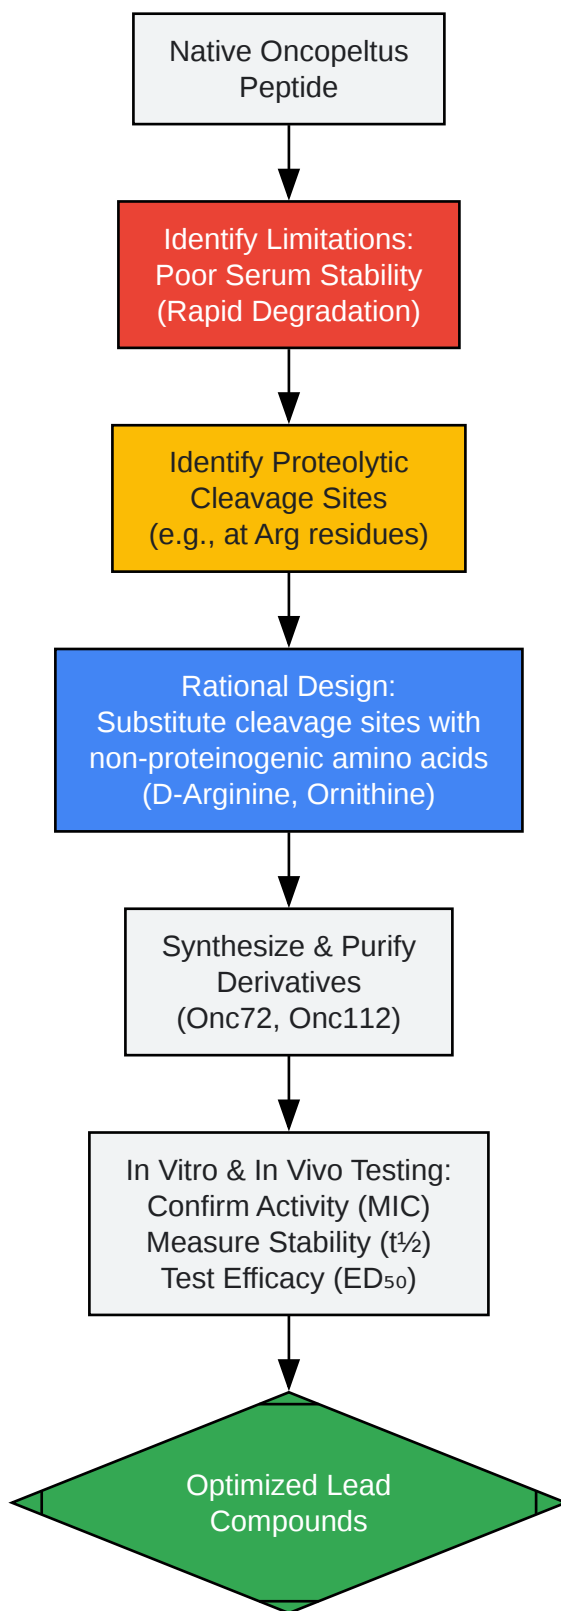 Native Oncopeltus
Peptide
Identify Limitations:
Poor Serum Stability
(Rapid Degradation)
Identify Proteolytic
Cleavage Sites
(e.g., at Arg residues)
Rational Design:
Substitute cleavage sites with
non-proteinogenic amino acids
(D-Arginine, Ornithine)
Synthesize & Purify
Derivatives
(Onc72, Onc112)
In Vitro & In Vivo Testing:
Confirm Activity (MIC)
Measure Stability (t½)
Test Efficacy (ED₅₀)
Optimized Lead
Compounds